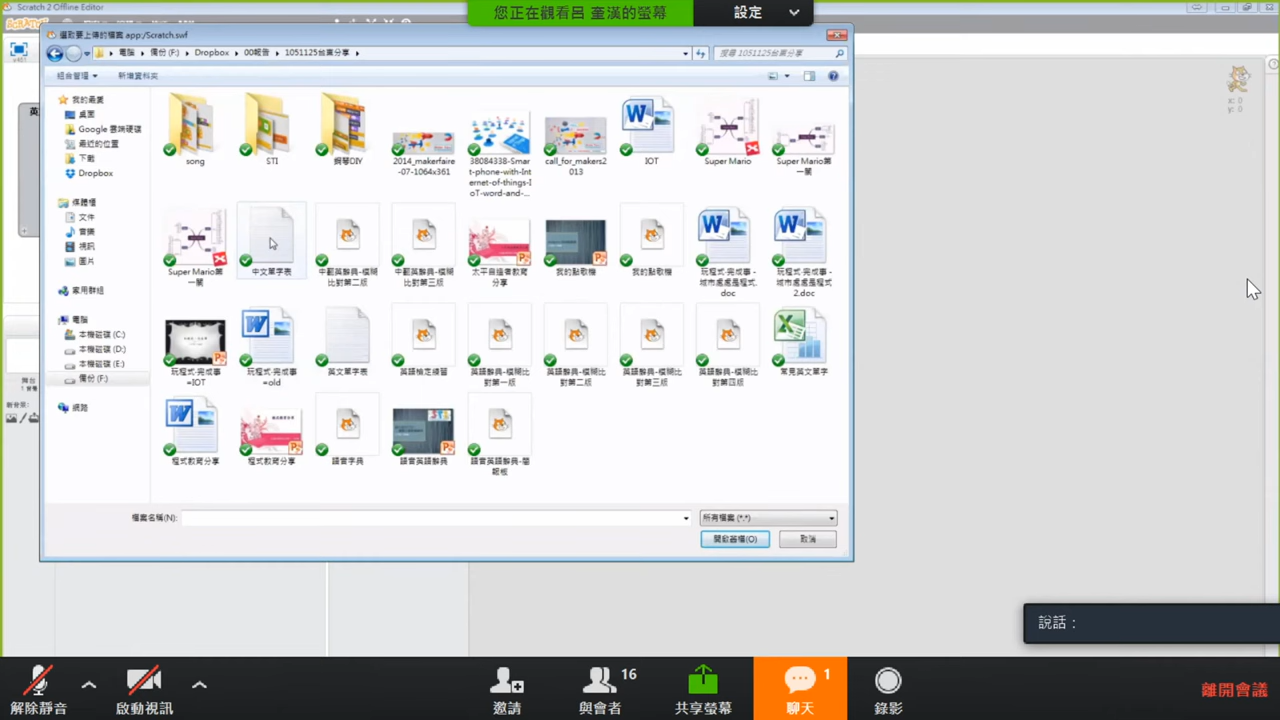 Scratch 2 Offline Editor
您正在觀看呂 奎漢的螢幕
設定
選取要上傳的檔案 app:/Scratch.swf
電腦
備份 (F:)
Dropbox
00報告
1051125台東分享
搜尋 1051125台東分享
組合管理
新增資料夾
我的最愛
桌面
Google 雲端硬碟
最近的位置
下載
Dropbox
媒體櫃
文件
音樂
視訊
圖片
家用群組
電腦
本機磁碟 (C:)
本機磁碟 (D:)
本機磁碟 (E:)
備份 (F:)
網路
song
STI
鋼琴DIY
2014_makerfaire
-07-1064x361
38084338-Smar
t-phone-with-Int
ernet-of-things-I
oT-word-and-...
call_for_makers2
013
IOT
Super Mario
Super Mario第
一關
Super Mario第
一關
中文單字表
中翻英辭典-模糊
比對第二版
中翻英辭典-模糊
比對第三版
太平自造者教育
分享
我的點歌機
我的點歌機
玩程式-完成事 -
城市處處是程式.
doc
玩程式-完成事 -
城市處處是程式
2.doc
玩程式-完成事
=IOT
玩程式-完成事
=old
英文單字表
英語檢定練習
英語辭典-模糊比
對第一版
英語辭典-模糊比
對第二版
英語辭典-模糊比
對第三版
英語辭典-模糊比
對第四版
常見英文單字
程式教育分享
程式教育分享
語音字典
語音英語辭典
語音英語辭典-簡
報板
檔案名稱(N):
所有檔案 (*.*)
開啟舊檔(O)
取消
x: 0
y: 0
舞台
新背景:
說話：
解除靜音
啟動視訊
邀請
16
與會者
共享螢幕
1
聊天
錄影
離開會議